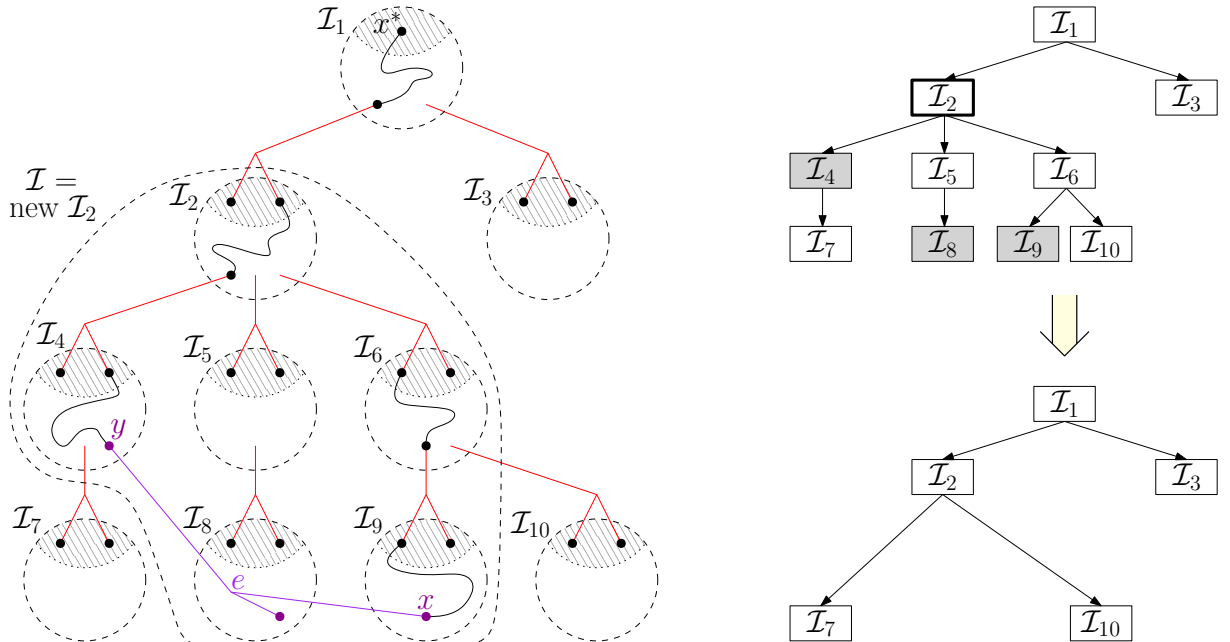 𝓘₁ x*
𝓘 =
new 𝓘₂
𝓘₂
𝓘₃
𝓘₄
𝓘₅
𝓘₆
y
𝓘₇
𝓘₈
𝓘₉
𝓘₁₀
e
x
𝓘₁
𝓘₂
𝓘₃
𝓘₄
𝓘₅
𝓘₆
𝓘₇
𝓘₈
𝓘₉
𝓘₁₀
𝓘₁
𝓘₂
𝓘₃
𝓘₇
𝓘₁₀